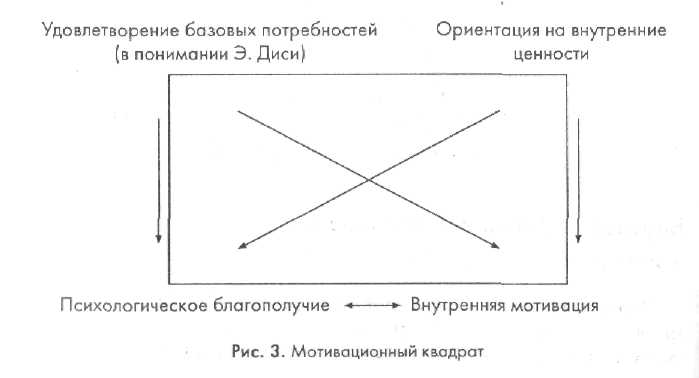 Удовлетворение базовых потребностей
(в понимании Э. Диси)
Ориентация на внутренние
ценности
Психологическое благополучие
Внутренняя мотивация
Рис. 3. Мотивационный квадрат